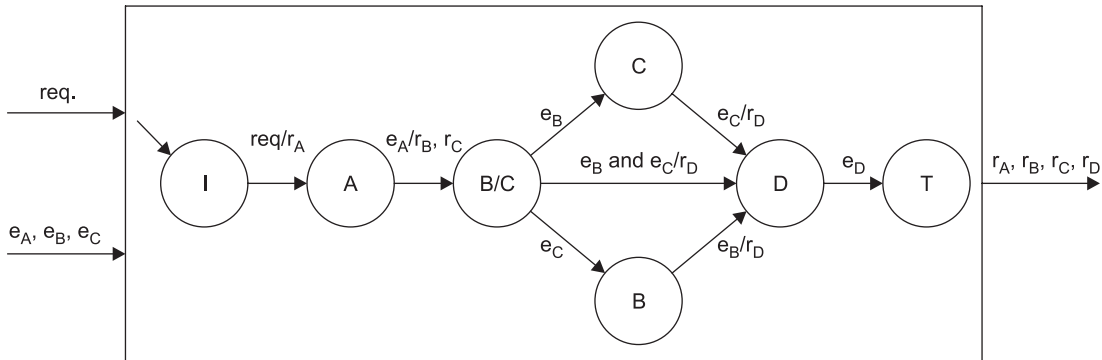 C
req.
e_B
e_C/r_D
req/r_A
e_A/r_B, r_C
e_B and e_C/r_D
e_D
r_A, r_B, r_C, r_D
I
A
B/C
D
T
e_A, e_B, e_C
e_C
e_B/r_D
B